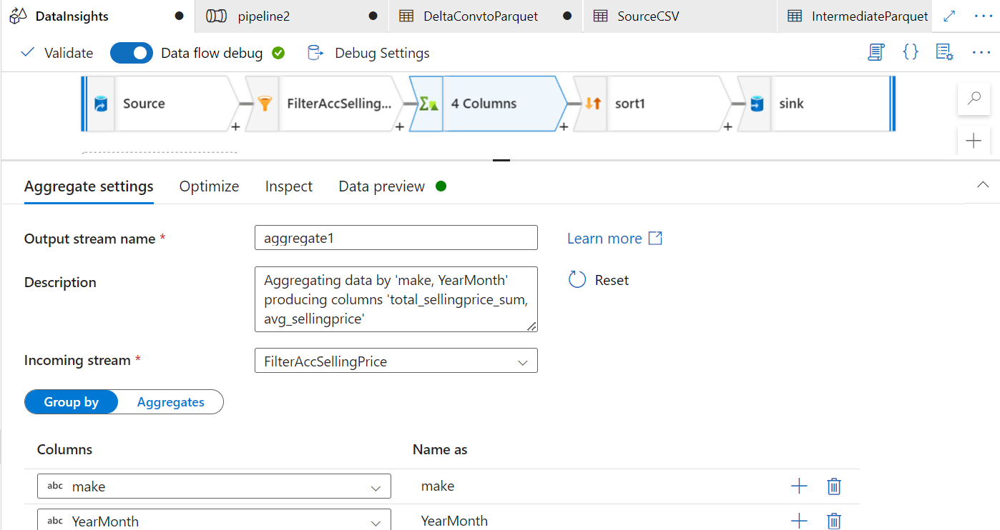 DataInsights
pipeline2
DeltaConvtoParquet
SourceCSV
IntermediateParquet
Validate
Data flow debug
Debug Settings
Source
FilterAccSelling...
4 Columns
sort1
sink
Aggregate settings
Optimize
Inspect
Data preview
Output stream name *
aggregate1
Learn more
Description
Aggregating data by 'make, YearMonth'
producing columns 'total_sellingprice_sum,
avg_sellingprice'
Reset
Incoming stream *
FilterAccSellingPrice
Group by
Aggregates
Columns
Name as
abc make
make
abc YearMonth
YearMonth